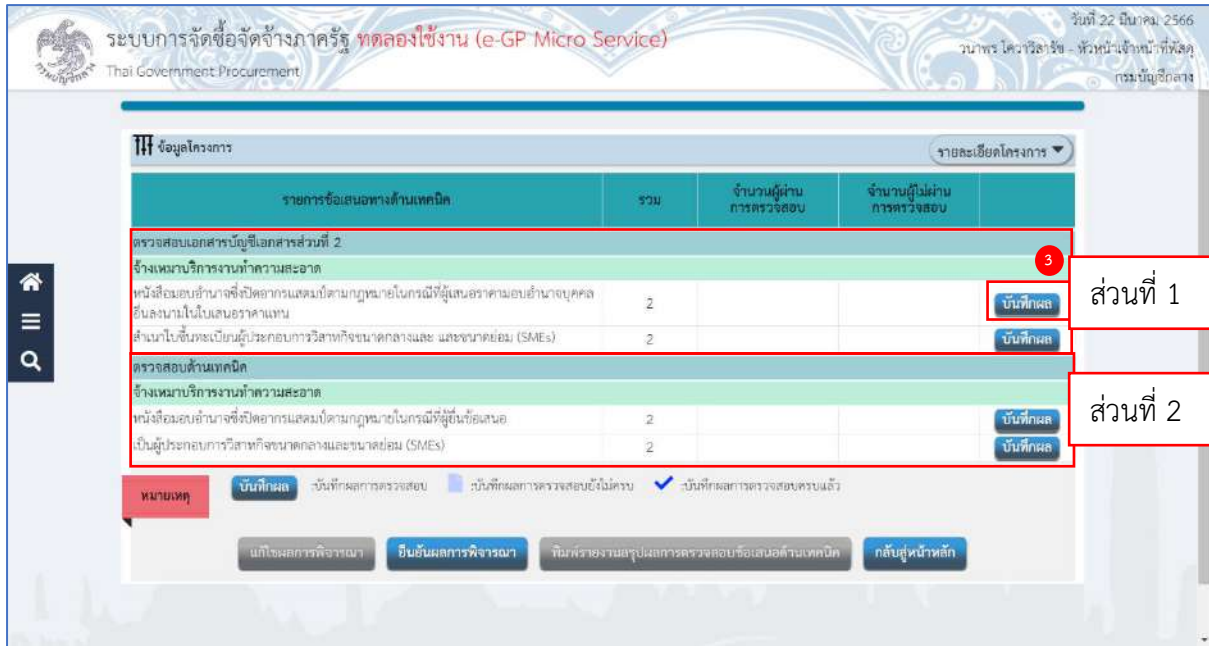 วันที่ 22 มีนาคม 2566
ระบบการจัดซื้อจัดจ้างภาครัฐ ทดลองใช้งาน (e-GP Micro Service)
วนาพร โควาวิสารัช - หัวหน้าเจ้าหน้าที่พัสดุ
Thai Government Procurement
กรมบัญชีกลาง
ข้อมูลโครงการ
รายละเอียดโครงการ
รายการข้อเสนอทางด้านเทคนิค รวม จำนวนผู้ผ่าน จำนวนผู้ไม่ผ่าน
การตรวจสอบ การตรวจสอบ
ตรวจสอบเอกสารบัญชีเอกสารส่วนที่ 2
จ้างเหมาบริการงานทำความสะอาด
3
ส่วนที่ 1
หนังสือมอบอำนาจซึ่งปิดอากรแสตมป์ตามกฎหมายในกรณีที่ผู้เสนอราคามอบอำนาจบุคคล
อื่นลงนามในใบเสนอราคาแทน 2 บันทึกผล
สำเนาใบขึ้นทะเบียนผู้ประกอบการวิสาหกิจขนาดกลางและ และขนาดย่อม (SMEs) 2 บันทึกผล
ตรวจสอบด้านเทคนิค
จ้างเหมาบริการงานทำความสะอาด
ส่วนที่ 2
หนังสือมอบอำนาจซึ่งปิดอากรแสตมป์ตามกฎหมายในกรณีที่ผู้ยื่นข้อเสนอ 2 บันทึกผล
เป็นผู้ประกอบการวิสาหกิจขนาดกลางและขนาดย่อม (SMEs) 2 บันทึกผล
หมายเหตุ บันทึกผล :บันทึกผลการตรวจสอบ :บันทึกผลการตรวจสอบยังไม่ครบ :บันทึกผลการตรวจสอบครบแล้ว
แก้ไขผลการพิจารณา ยืนยันผลการพิจารณา พิมพ์รายงานสรุปผลการตรวจสอบข้อเสนอด้านเทคนิค กลับสู่หน้าหลัก